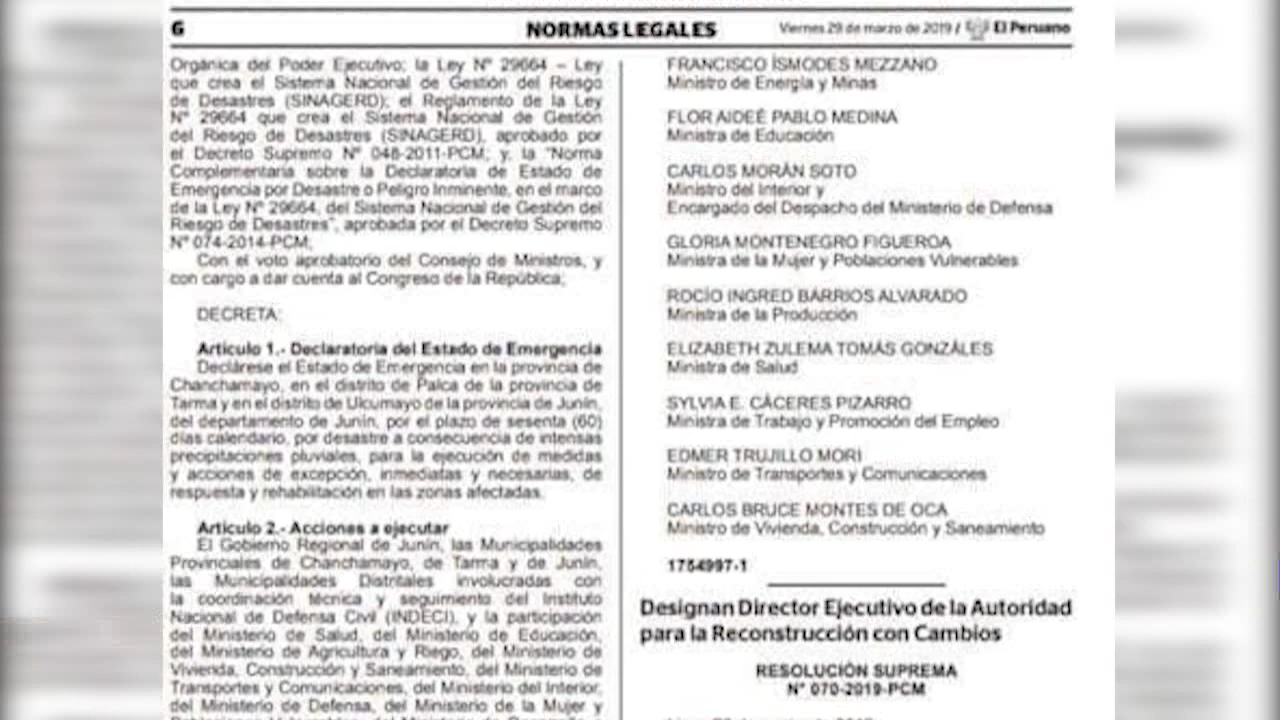 6 NORMAS LEGALES Viernes 29 de marzo de 2019 / El Peruano
Orgánica del Poder Ejecutivo; la Ley Nº 29664 – Ley
que crea el Sistema Nacional de Gestión del Riesgo
de Desastres (SINAGERD); el Reglamento de la Ley
Nº 29664 que crea el Sistema Nacional de Gestión
del Riesgo de Desastres (SINAGERD), aprobado por
el Decreto Supremo Nº 048-2011-PCM; y, la "Norma
Complementaria sobre la Declaratoria de Estado de
Emergencia por Desastre o Peligro Inminente, en el marco
de la Ley Nº 29664, del Sistema Nacional de Gestión del
Riesgo de Desastres", aprobada por el Decreto Supremo
Nº 074-2014-PCM;
Con el voto aprobatorio del Consejo de Ministros, y
con cargo a dar cuenta al Congreso de la República;
DECRETA:
Artículo 1.- Declaratoria del Estado de Emergencia
Declárese el Estado de Emergencia en la provincia de
Chanchamayo, en el distrito de Palca de la provincia de
Tarma y en el distrito de Ulcumayo de la provincia de Junín,
del departamento de Junín, por el plazo de sesenta (60)
días calendario, por desastre a consecuencia de intensas
precipitaciones pluviales, para la ejecución de medidas
y acciones de excepción, inmediatas y necesarias, de
respuesta y rehabilitación en las zonas afectadas.
Artículo 2.- Acciones a ejecutar
El Gobierno Regional de Junín, las Municipalidades
Provinciales de Chanchamayo, de Tarma y de Junín,
las Municipalidades Distritales involucradas con
la coordinación técnica y seguimiento del Instituto
Nacional de Defensa Civil (INDECI), y la participación
del Ministerio de Salud, del Ministerio de Educación,
del Ministerio de Agricultura y Riego, del Ministerio de
Vivienda, Construcción y Saneamiento, del Ministerio de
Transportes y Comunicaciones, del Ministerio del Interior,
del Ministerio de Defensa, del Ministerio de la Mujer y
FRANCISCO ÍSMODES MEZZANO
Ministro de Energía y Minas
FLOR AIDEÉ PABLO MEDINA
Ministra de Educación
CARLOS MORÁN SOTO
Ministro del Interior y
Encargado del Despacho del Ministerio de Defensa
GLORIA MONTENEGRO FIGUEROA
Ministra de la Mujer y Poblaciones Vulnerables
ROCÍO INGRED BARRIOS ALVARADO
Ministra de la Producción
ELIZABETH ZULEMA TOMÁS GONZÁLES
Ministra de Salud
SYLVIA E. CÁCERES PIZARRO
Ministra de Trabajo y Promoción del Empleo
EDMER TRUJILLO MORI
Ministro de Transportes y Comunicaciones
CARLOS BRUCE MONTES DE OCA
Ministro de Vivienda, Construcción y Saneamiento
1754997-1
Designan Director Ejecutivo de la Autoridad
para la Reconstrucción con Cambios
RESOLUCIÓN SUPREMA
Nº 070-2019-PCM